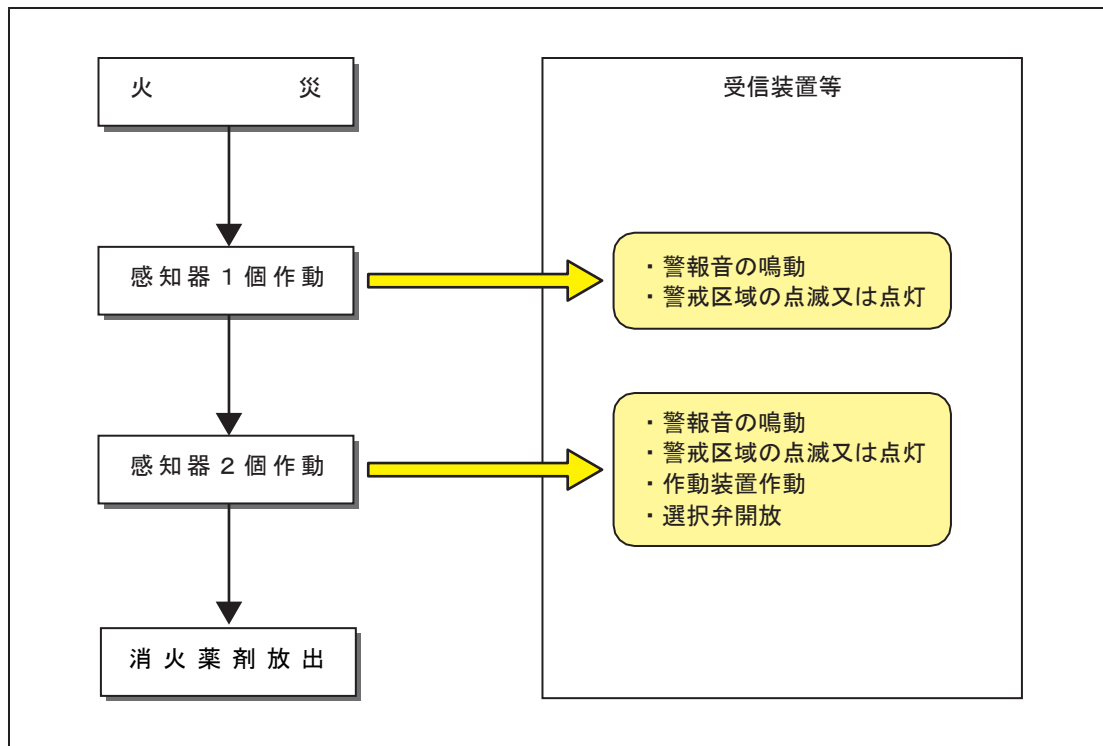 火災
受信装置等
感知器１個作動
・警報音の鳴動
・警戒区域の点滅又は点灯
感知器２個作動
・警報音の鳴動
・警戒区域の点滅又は点灯
・作動装置作動
・選択弁開放
消火薬剤放出